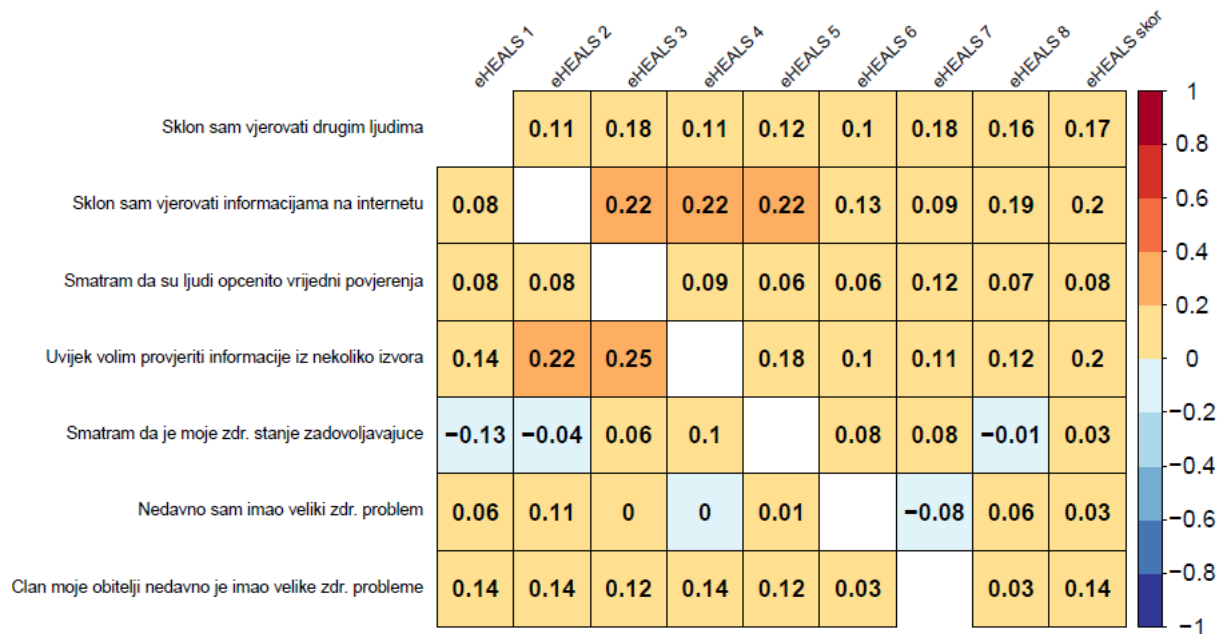 eHEALS 1 eHEALS 2 eHEALS 3 eHEALS 4 eHEALS 5 eHEALS 6 eHEALS 7 eHEALS 8 eHEALS skor
Sklon sam vjerovati drugim ljudima 0.11 0.18 0.11 0.12 0.1 0.18 0.16 0.17
Sklon sam vjerovati informacijama na internetu 0.08 0.22 0.22 0.22 0.13 0.09 0.19 0.2
Smatram da su ljudi opcenito vrijedni povjerenja 0.08 0.08 0.09 0.06 0.06 0.12 0.07 0.08
Uvijek volim provjeriti informacije iz nekoliko izvora 0.14 0.22 0.25 0.18 0.1 0.11 0.12 0.2
Smatram da je moje zdr. stanje zadovoljavajuce −0.13 −0.04 0.06 0.1 0.08 0.08 −0.01 0.03
Nedavno sam imao veliki zdr. problem 0.06 0.11 0 0 0.01 −0.08 0.06 0.03
Clan moje obitelji nedavno je imao velike zdr. probleme 0.14 0.14 0.12 0.14 0.12 0.03 0.03 0.14
1
0.8
0.6
0.4
0.2
0
−0.2
−0.4
−0.6
−0.8
−1